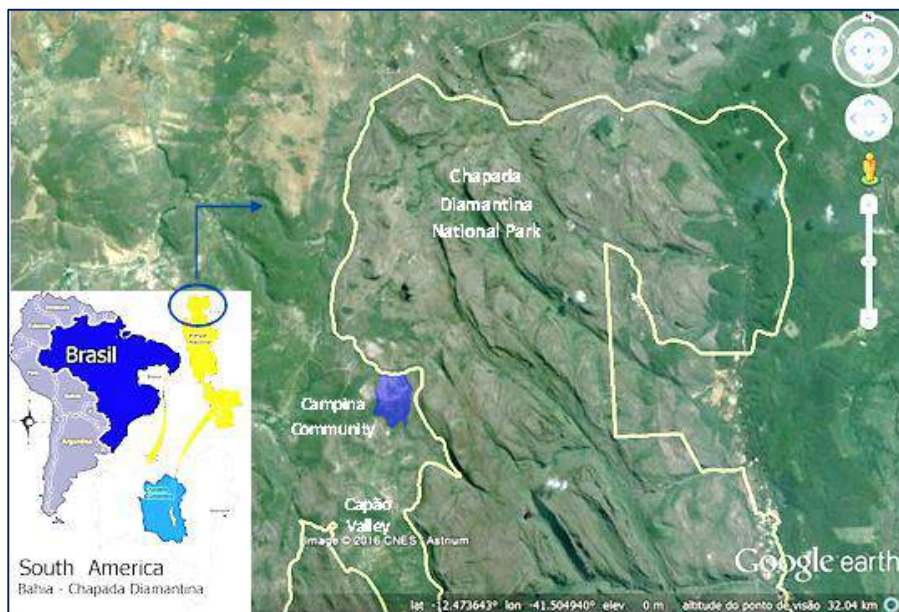 N
Chapada
Diamantina
National Park
Brasil
Argentina
Campina
Community
Capão
Valley
Image © 2016 CNES / Astrium
South America
Bahia - Chapada Diamantina
Google earth
lat -12.473643° lon -41.504940° elev 0 m altitude do ponto de visão 32.04 km